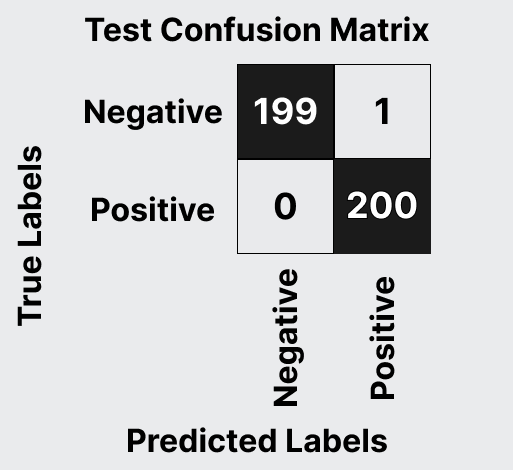 Test Confusion Matrix
Negative 199 1
Positive 0 200
True Labels
Negative Positive
Predicted Labels